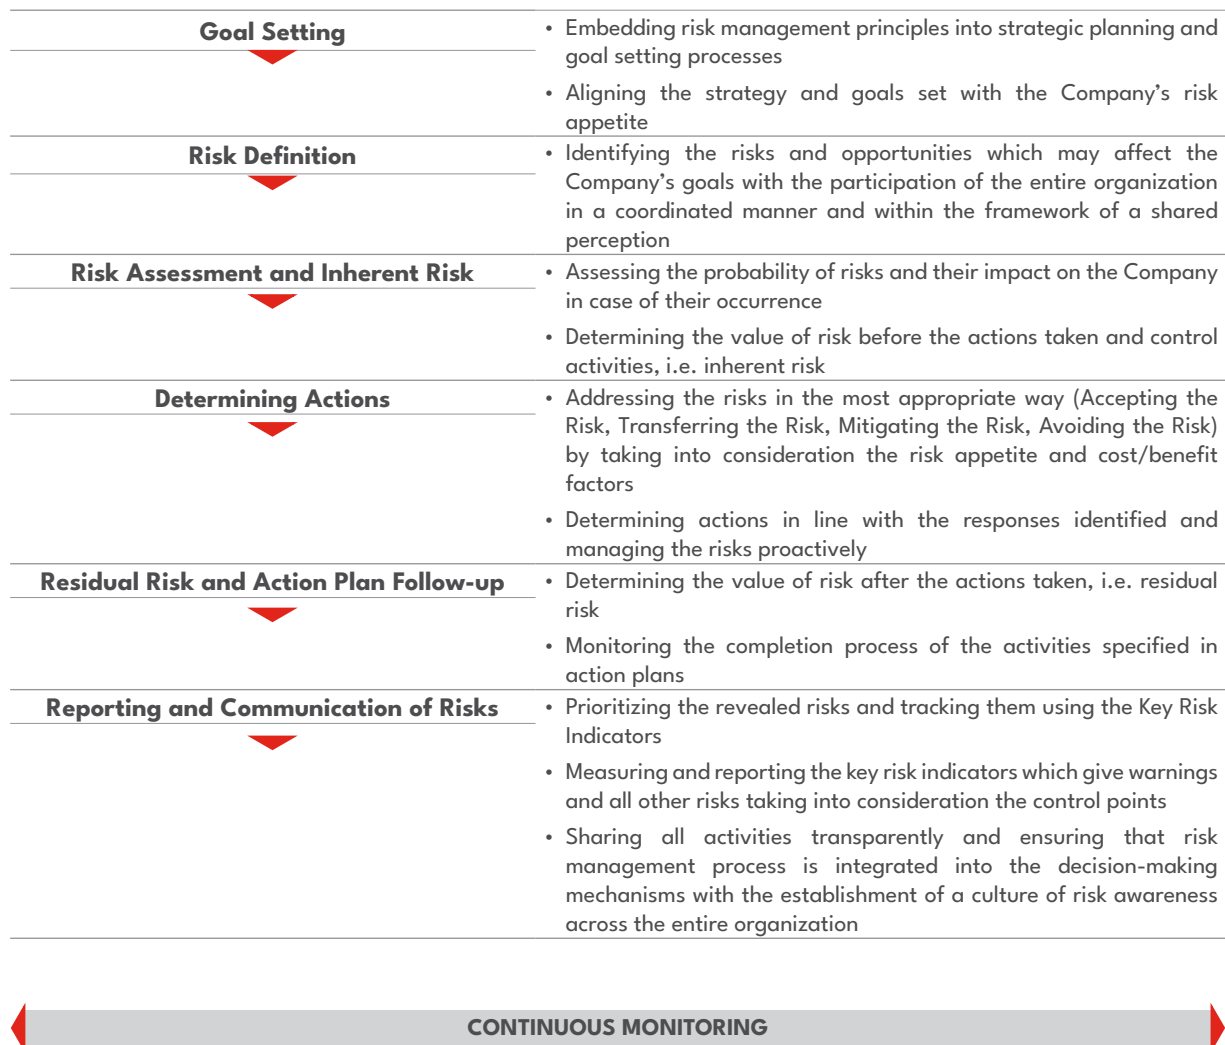 Goal Setting
• Embedding risk management principles into strategic planning and
goal setting processes
• Aligning the strategy and goals set with the Company’s risk
appetite
Risk Definition
• Identifying the risks and opportunities which may affect the
Company’s goals with the participation of the entire organization
in a coordinated manner and within the framework of a shared
perception
Risk Assessment and Inherent Risk
• Assessing the probability of risks and their impact on the Company
in case of their occurrence
• Determining the value of risk before the actions taken and control
activities, i.e. inherent risk
Determining Actions
• Addressing the risks in the most appropriate way (Accepting the
Risk, Transferring the Risk, Mitigating the Risk, Avoiding the Risk)
by taking into consideration the risk appetite and cost/benefit
factors
• Determining actions in line with the responses identified and
managing the risks proactively
Residual Risk and Action Plan Follow-up
• Determining the value of risk after the actions taken, i.e. residual
risk
• Monitoring the completion process of the activities specified in
action plans
Reporting and Communication of Risks
• Prioritizing the revealed risks and tracking them using the Key Risk
Indicators
• Measuring and reporting the key risk indicators which give warnings
and all other risks taking into consideration the control points
• Sharing all activities transparently and ensuring that risk
management process is integrated into the decision-making
mechanisms with the establishment of a culture of risk awareness
across the entire organization
CONTINUOUS MONITORING